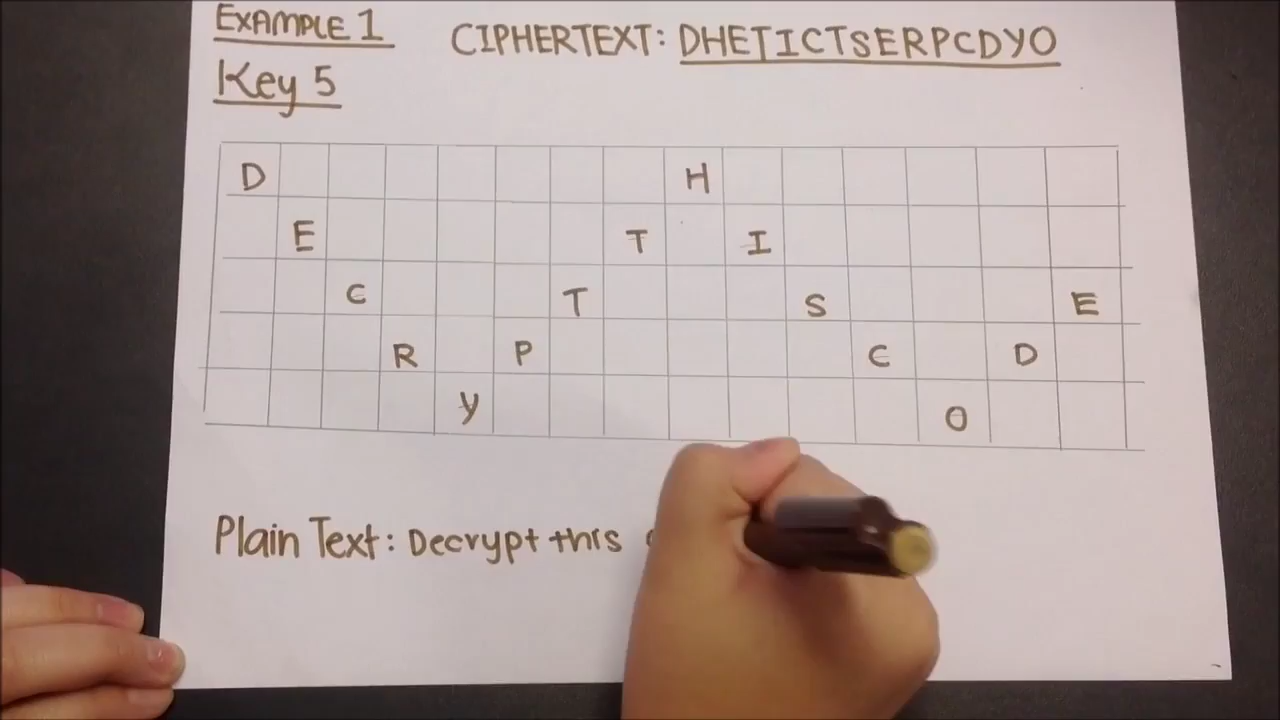 EXAMPLE 1
CIPHERTEXT: DHETICTSERPCDYO
Key 5
D H
E T I
C T S E
R P C D
y O
Plain Text: Decrypt this